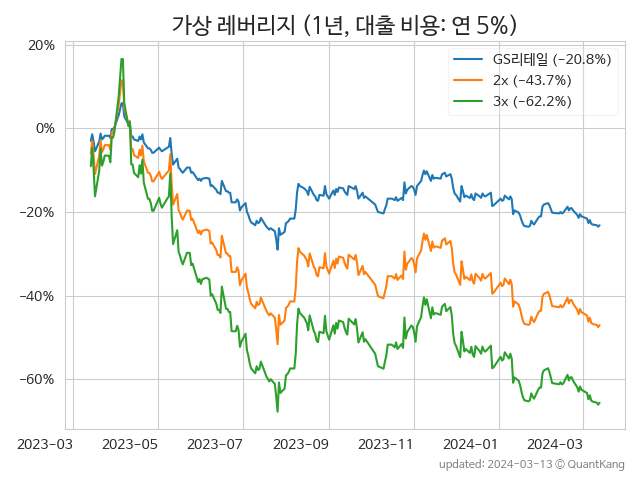 가상 레버리지 (1년, 대출 비용: 연 5%)
20%
0%
−20%
−40%
−60%
GS리테일 (−20.8%)
2x (−43.7%)
3x (−62.2%)
2023-03 2023-05 2023-07 2023-09 2023-11 2024-01 2024-03
updated: 2024-03-13 © QuantKang